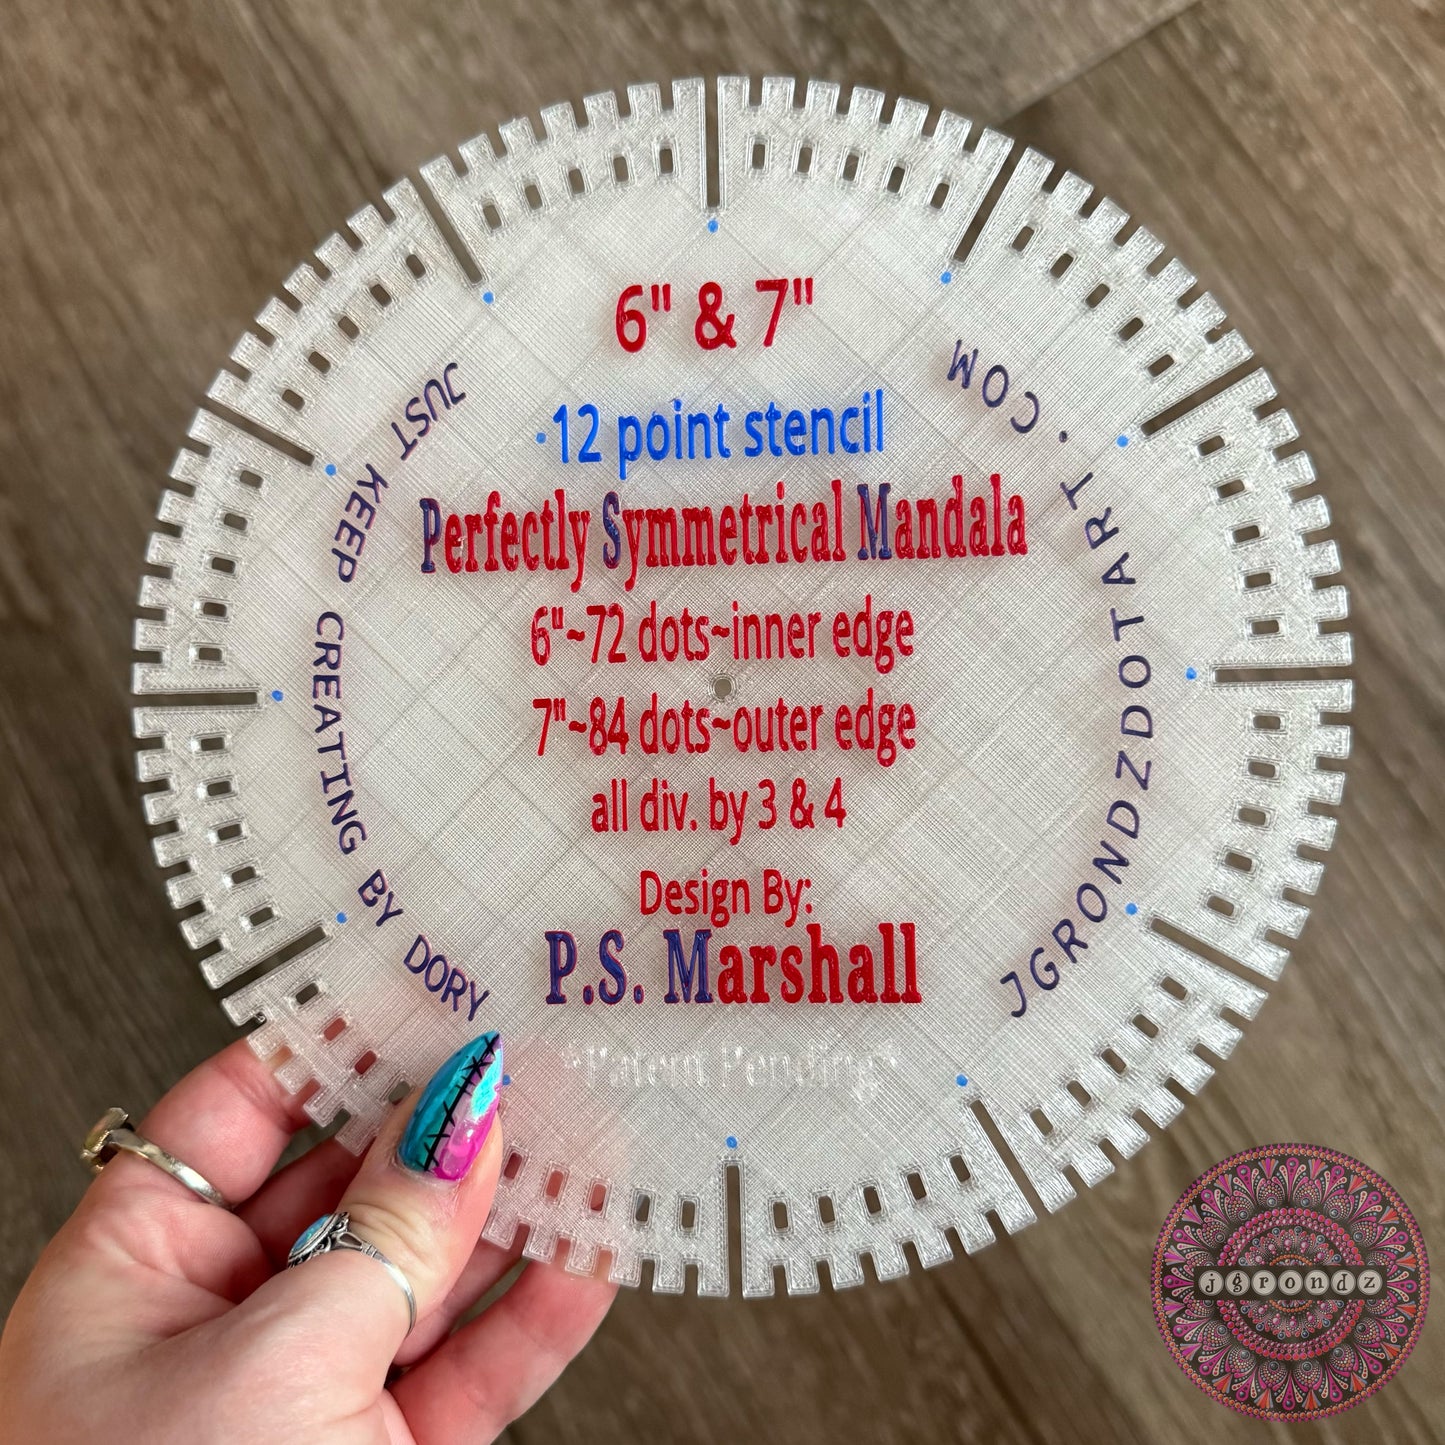 6" & 7"
12 point stencil
Perfectly Symmetrical Mandala
6"~72 dots~inner edge
7"~84 dots~outer edge
all div. by 3 & 4
Design By:
P.S. Marshall
*Patent Pending*
JUST KEEP CREATING BY DORY
JGRONDZDOTART.COM
jgrondz